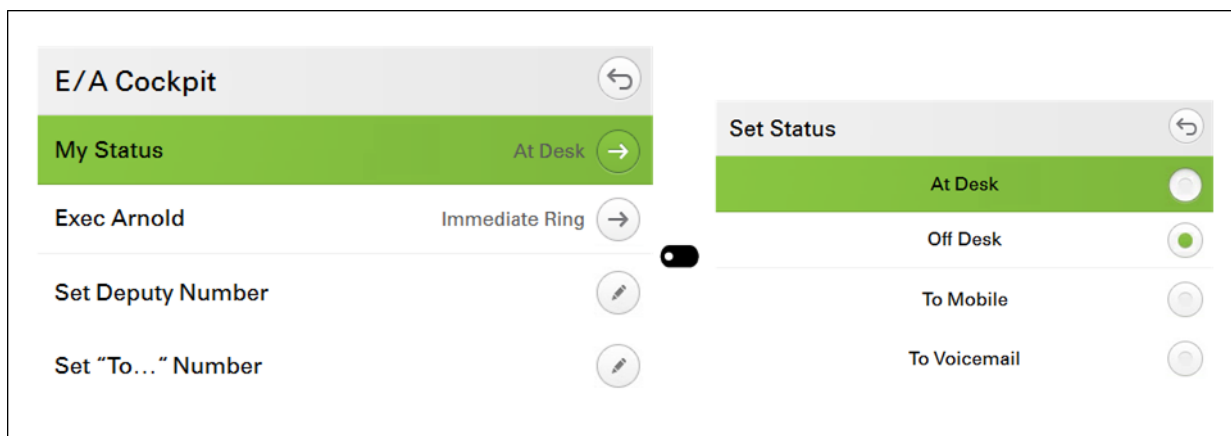 E/A Cockpit
My Status At Desk
Exec Arnold Immediate Ring
Set Deputy Number
Set “To…“ Number
Set Status
At Desk
Off Desk
To Mobile
To Voicemail